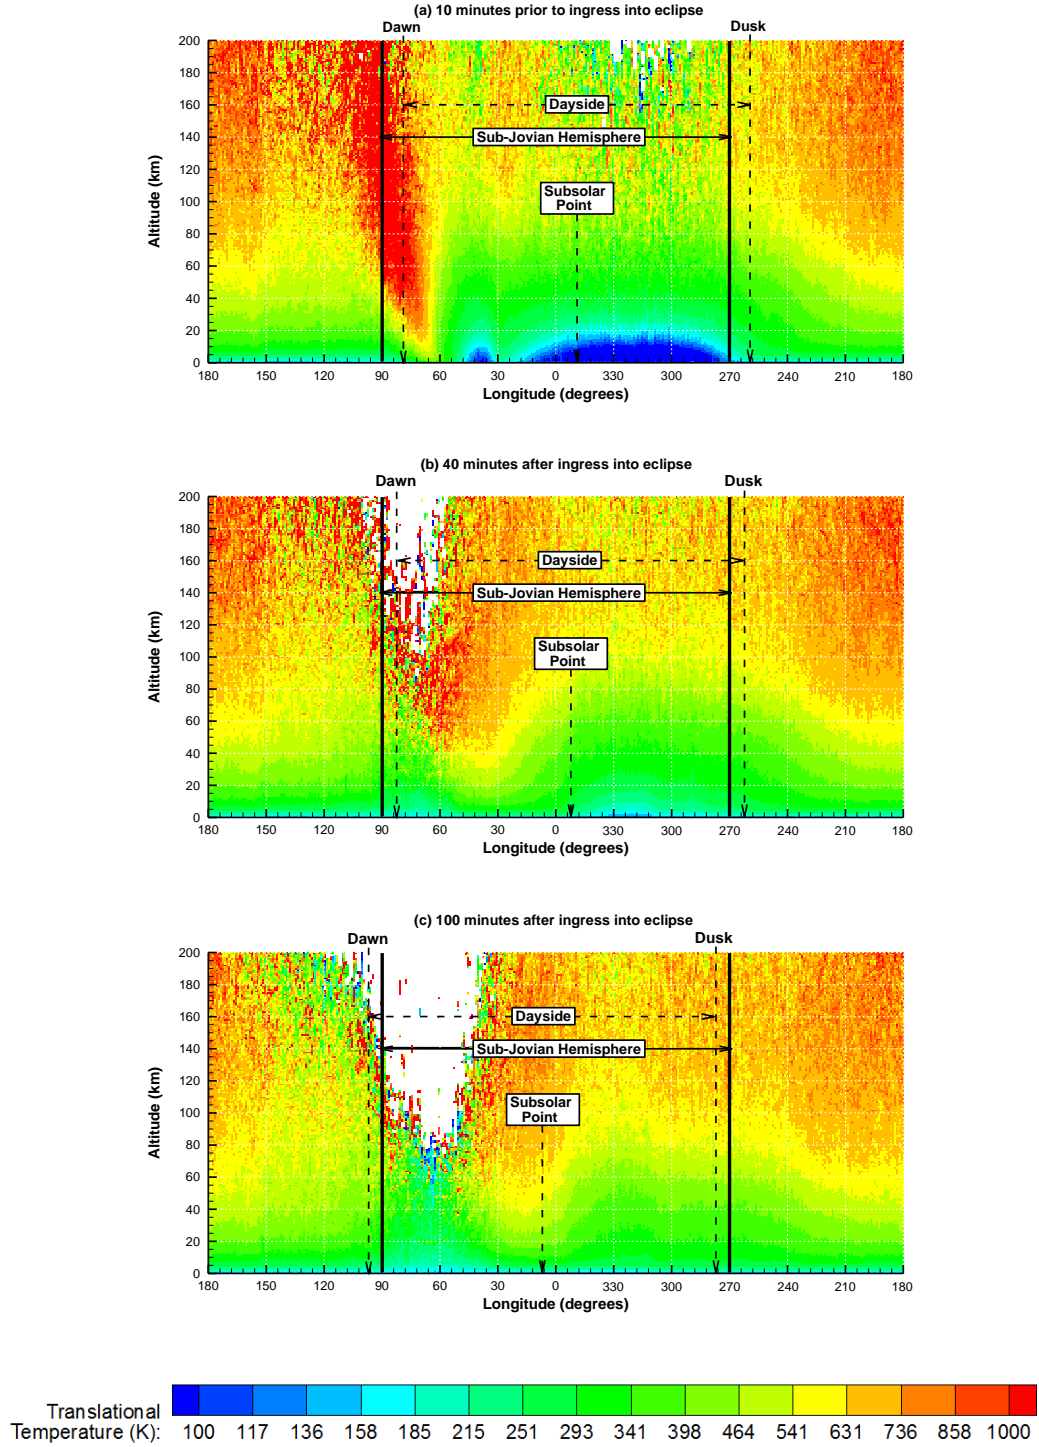 (a) 10 minutes prior to ingress into eclipse
Dawn
Dusk
200
180
160
140
120
100
80
60
40
20
0
Altitude (km)
Dayside
Sub-Jovian Hemisphere
Subsolar
Point
180 150 120 90 60 30 0 330 300 270 240 210 180
Longitude (degrees)
(b) 40 minutes after ingress into eclipse
Dawn
Dusk
200
180
160
140
120
100
80
60
40
20
0
Altitude (km)
Dayside
Sub-Jovian Hemisphere
Subsolar
Point
180 150 120 90 60 30 0 330 300 270 240 210 180
Longitude (degrees)
(c) 100 minutes after ingress into eclipse
Dawn
Dusk
200
180
160
140
120
100
80
60
40
20
0
Altitude (km)
Dayside
Sub-Jovian Hemisphere
Subsolar
Point
180 150 120 90 60 30 0 330 300 270 240 210 180
Longitude (degrees)
Translational
Temperature (K): 100 117 136 158 185 215 251 293 341 398 464 541 631 736 858 1000